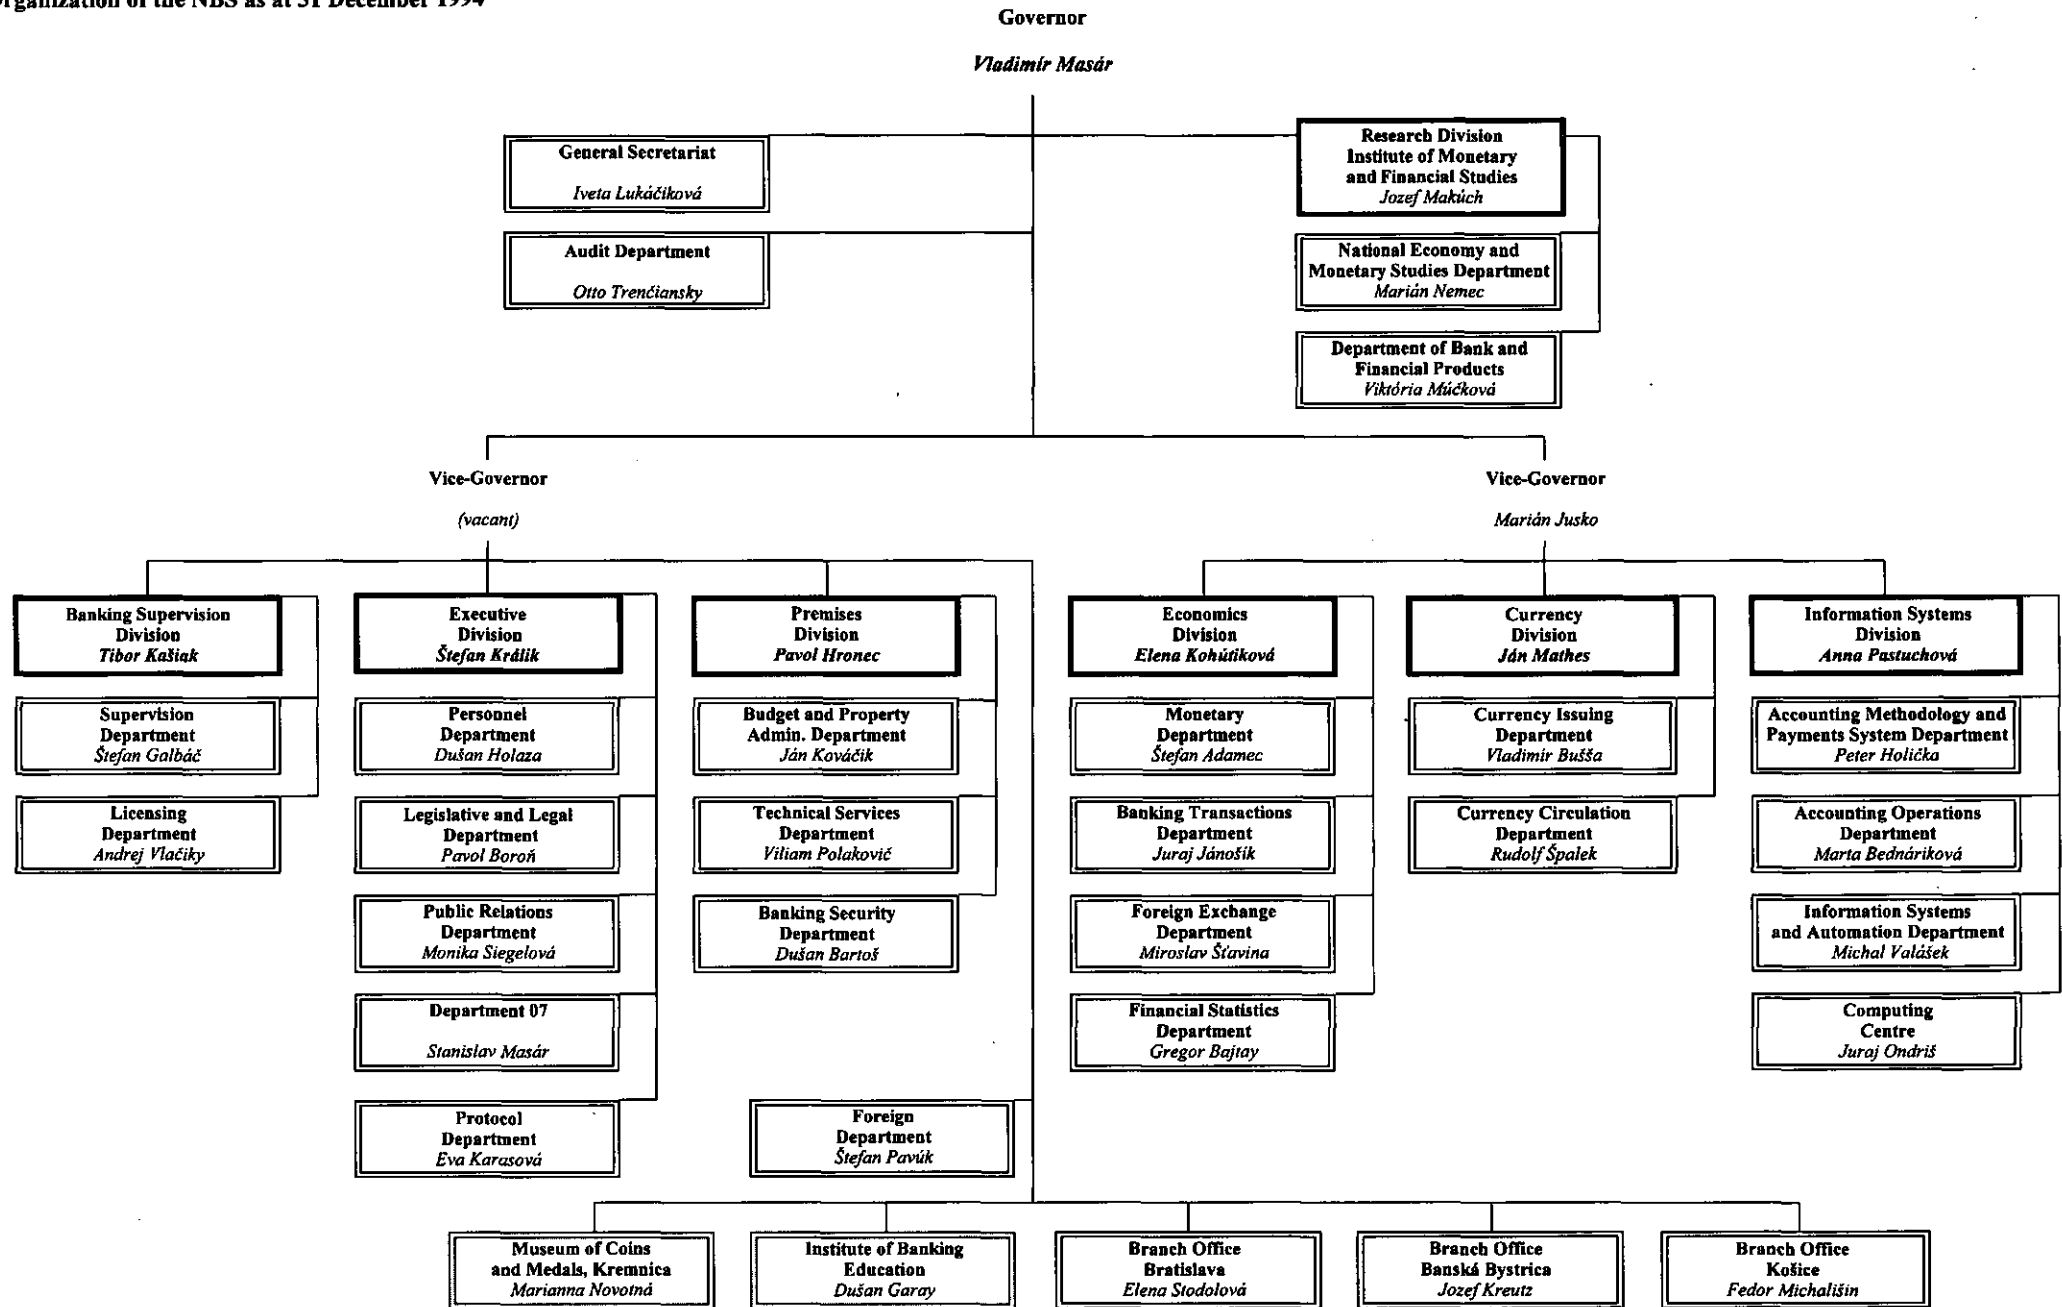 Organization of the NBS as at 31 December 1994
Governor
Vladimír Masár
General Secretariat
Iveta Lukáčiková
Research Division
Institute of Monetary
and Financial Studies
Jozef Makúch
Audit Department
Otto Trenčiansky
National Economy and
Monetary Studies Department
Marián Nemec
Department of Bank and
Financial Products
Viktória Múčková
Vice-Governor
(vacant)
Vice-Governor
Marián Jusko
Banking Supervision
Division
Tibor Kašiak
Executive
Division
Štefan Králik
Premises
Division
Pavol Hronec
Economics
Division
Elena Kohútiková
Currency
Division
Ján Mathes
Information Systems
Division
Anna Pastuchová
Supervision
Department
Štefan Galbáč
Personnel
Department
Dušan Holaza
Budget and Property
Admin. Department
Ján Kováčik
Monetary
Department
Štefan Adamec
Currency Issuing
Department
Vladimír Bušša
Accounting Methodology and
Payments System Department
Peter Holička
Licensing
Department
Andrej Vlačiky
Legislative and Legal
Department
Pavol Boroň
Technical Services
Department
Viliam Polakovič
Banking Transactions
Department
Juraj Jánošík
Currency Circulation
Department
Rudolf Špalek
Accounting Operations
Department
Marta Bednáriková
Public Relations
Department
Monika Siegelová
Banking Security
Department
Dušan Bartoš
Foreign Exchange
Department
Miroslav Šťavina
Information Systems
and Automation Department
Michal Valášek
Department 07
Stanislav Masár
Financial Statistics
Department
Gregor Bajtay
Computing
Centre
Juraj Ondriš
Protocol
Department
Eva Karasová
Foreign
Department
Štefan Pavúk
Museum of Coins
and Medals, Kremnica
Marianna Novotná
Institute of Banking
Education
Dušan Garay
Branch Office
Bratislava
Elena Stodolová
Branch Office
Banská Bystrica
Jozef Kreutz
Branch Office
Košice
Fedor Michališin